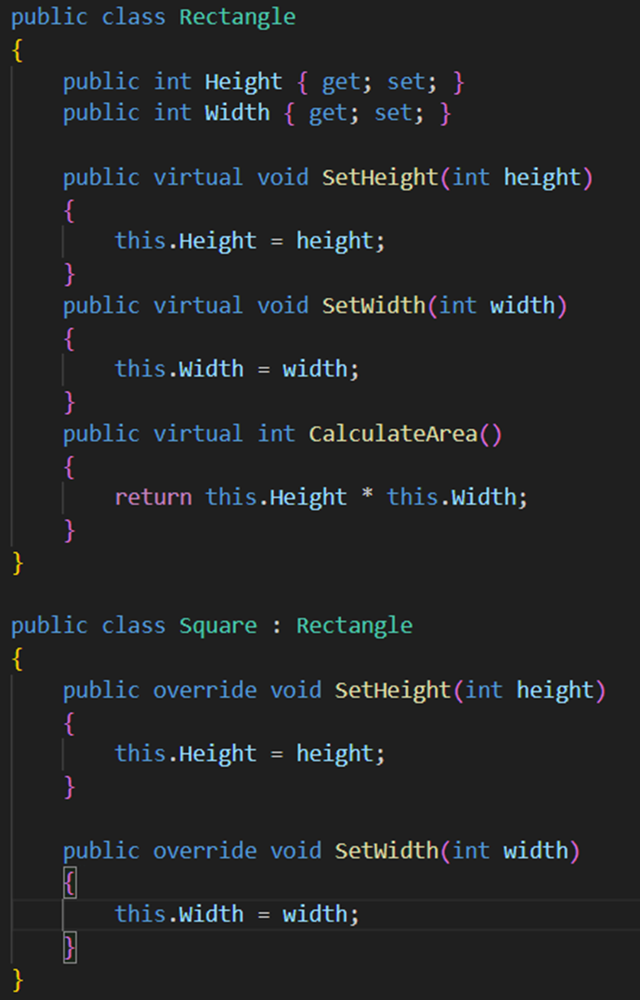 public class Rectangle
{
    public int Height { get; set; }
    public int Width { get; set; }

    public virtual void SetHeight(int height)
    {
        this.Height = height;
    }
    public virtual void SetWidth(int width)
    {
        this.Width = width;
    }
    public virtual int CalculateArea()
    {
        return this.Height * this.Width;
    }
}

public class Square : Rectangle
{
    public override void SetHeight(int height)
    {
        this.Height = height;
    }

    public override void SetWidth(int width)
    {
        this.Width = width;
    }
}